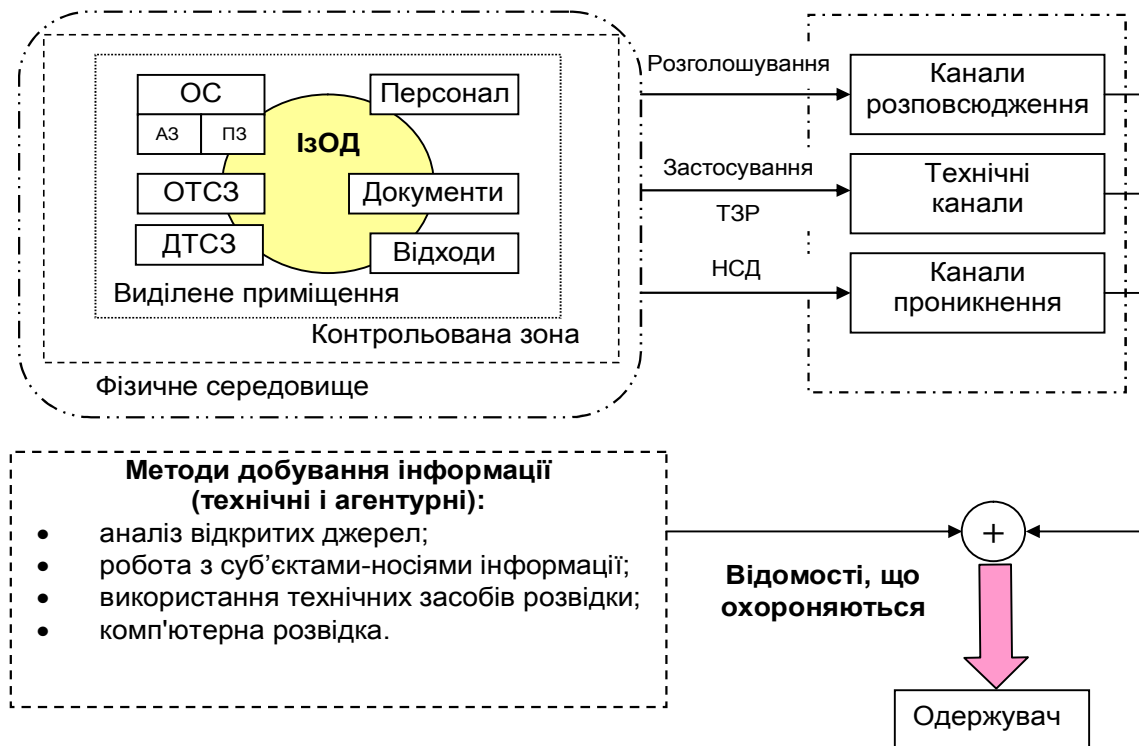 ОС
АЗ
ПЗ
Персонал
ІзОД
ОТСЗ
Документи
ДТСЗ
Відходи
Виділене приміщення
Контрольована зона
Фізичне середовище
Розголошування
Застосування
ТЗР
НСД
Канали
розповсюдження
Технічні
канали
Канали
проникнення
Методи добування інформації
(технічні і агентурні):
• аналіз відкритих джерел;
• робота з суб’єктами-носіями інформації;
• використання технічних засобів розвідки;
• комп'ютерна розвідка.
+
Відомості, що
охороняються
Одержувач